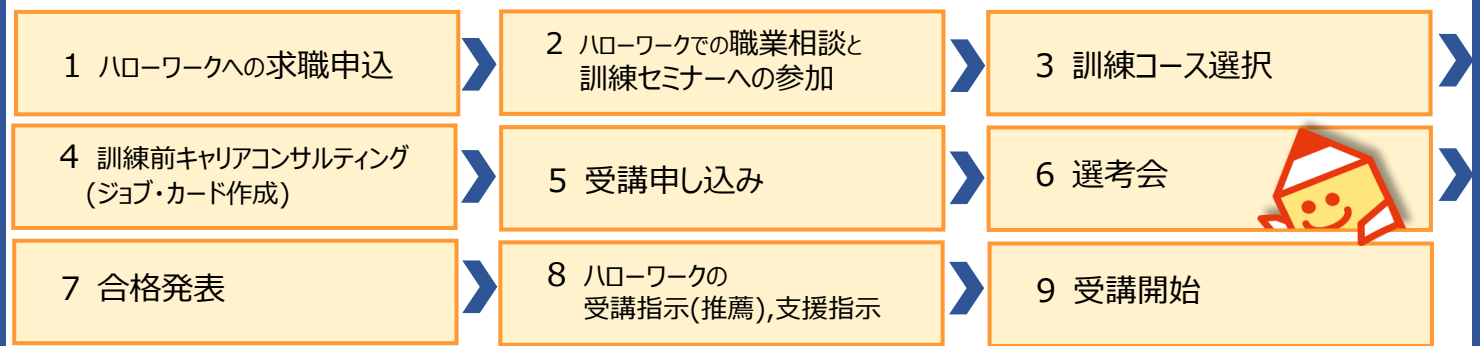 1 ハローワークへの求職申込
2 ハローワークでの職業相談と
訓練セミナーへの参加
3 訓練コース選択
4 訓練前キャリアコンサルティング
(ジョブ・カード作成)
5 受講申し込み
6 選考会
7 合格発表
8 ハローワークの
受講指示(推薦),支援指示
9 受講開始